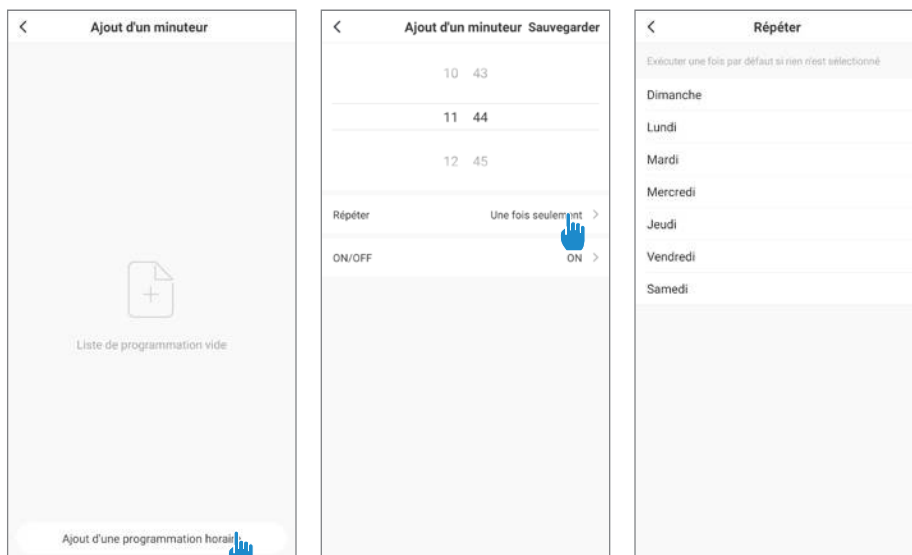 Ajout d'un minuteur
Liste de programmation vide
Ajout d'une programmation horaire
Ajout d'un minuteur Sauvegarder
10 43
11 44
12 45
Répéter Une fois seulement
ON/OFF ON
Répéter
Exécuter une fois par défaut si rien n'est sélectionné
Dimanche
Lundi
Mardi
Mercredi
Jeudi
Vendredi
Samedi